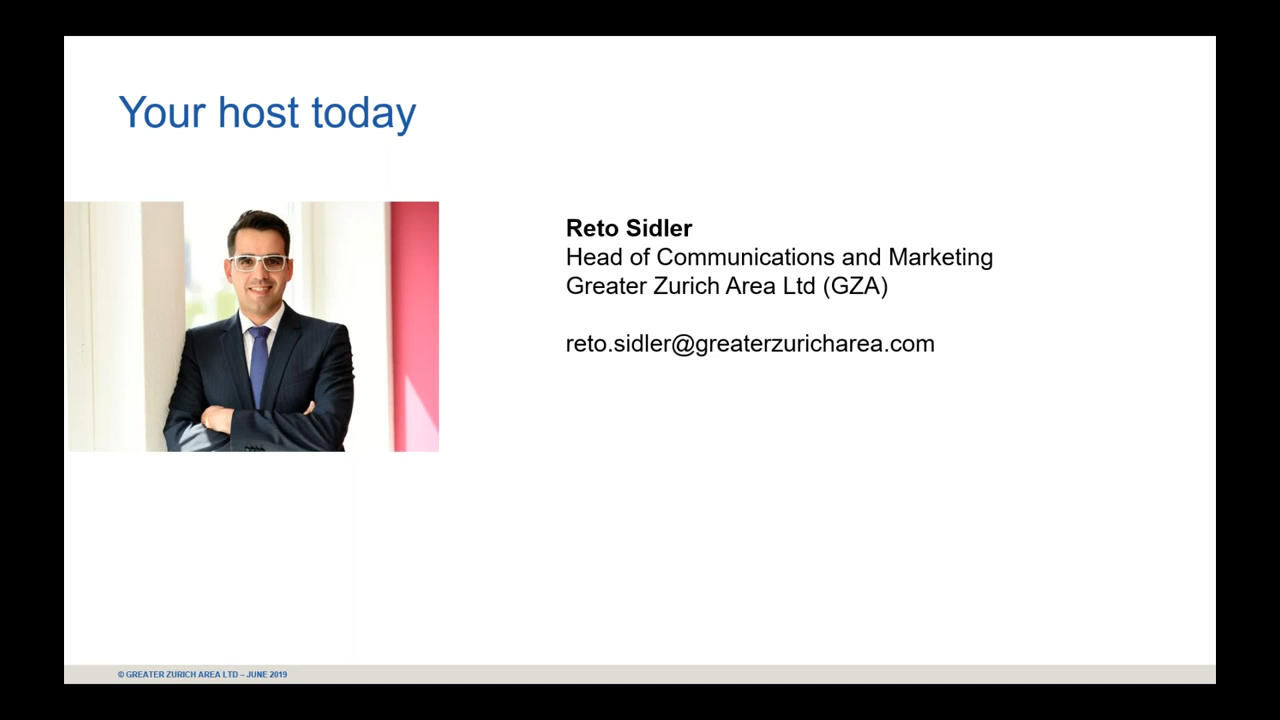 Your host today
Reto Sidler
Head of Communications and Marketing
Greater Zurich Area Ltd (GZA)
reto.sidler@greaterzuricharea.com
© GREATER ZURICH AREA LTD – JUNE 2019